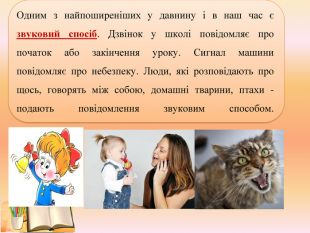 Одним з найпоширеніших у давнину і в наш час є
звуковий спосіб. Дзвінок у школі повідомляє про
початок або закінчення уроку. Сигнал машини
повідомляє про небезпеку. Люди, які розповідають про
щось, говорять між собою, домашні тварини, птахи -
подають повідомлення звуковим способом.